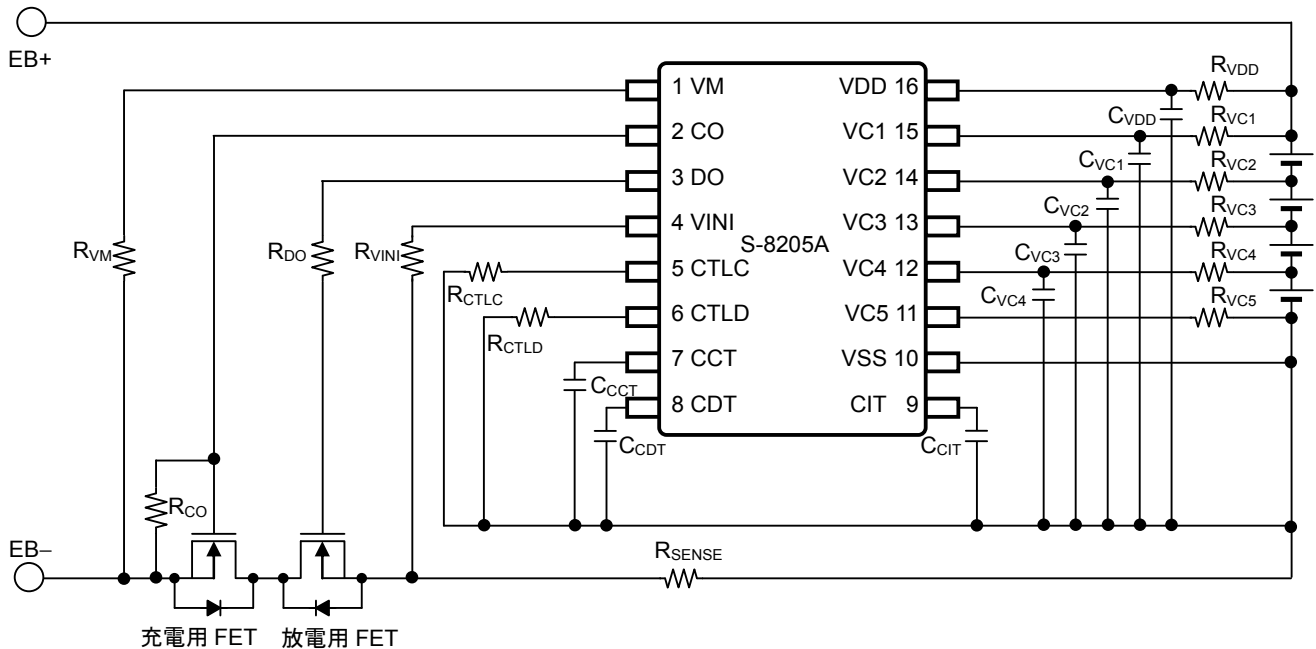 EB+
1 VM
2 CO
3 DO
4 VINI
5 CTLC
6 CTLD
7 CCT
8 CDT
S-8205A
VDD 16
VC1 15
VC2 14
VC3 13
VC4 12
VC5 11
VSS 10
CIT 9
RVDD
RVC1
RVC2
RVC3
RVC4
RVC5
CVDD
CVC1
CVC2
CVC3
CVC4
RVM
RDO
RVINI
RCTLC
RCTLD
CCCT
CCDT
CCIT
RCO
EB−
RSENSE
充電用 FET
放電用 FET